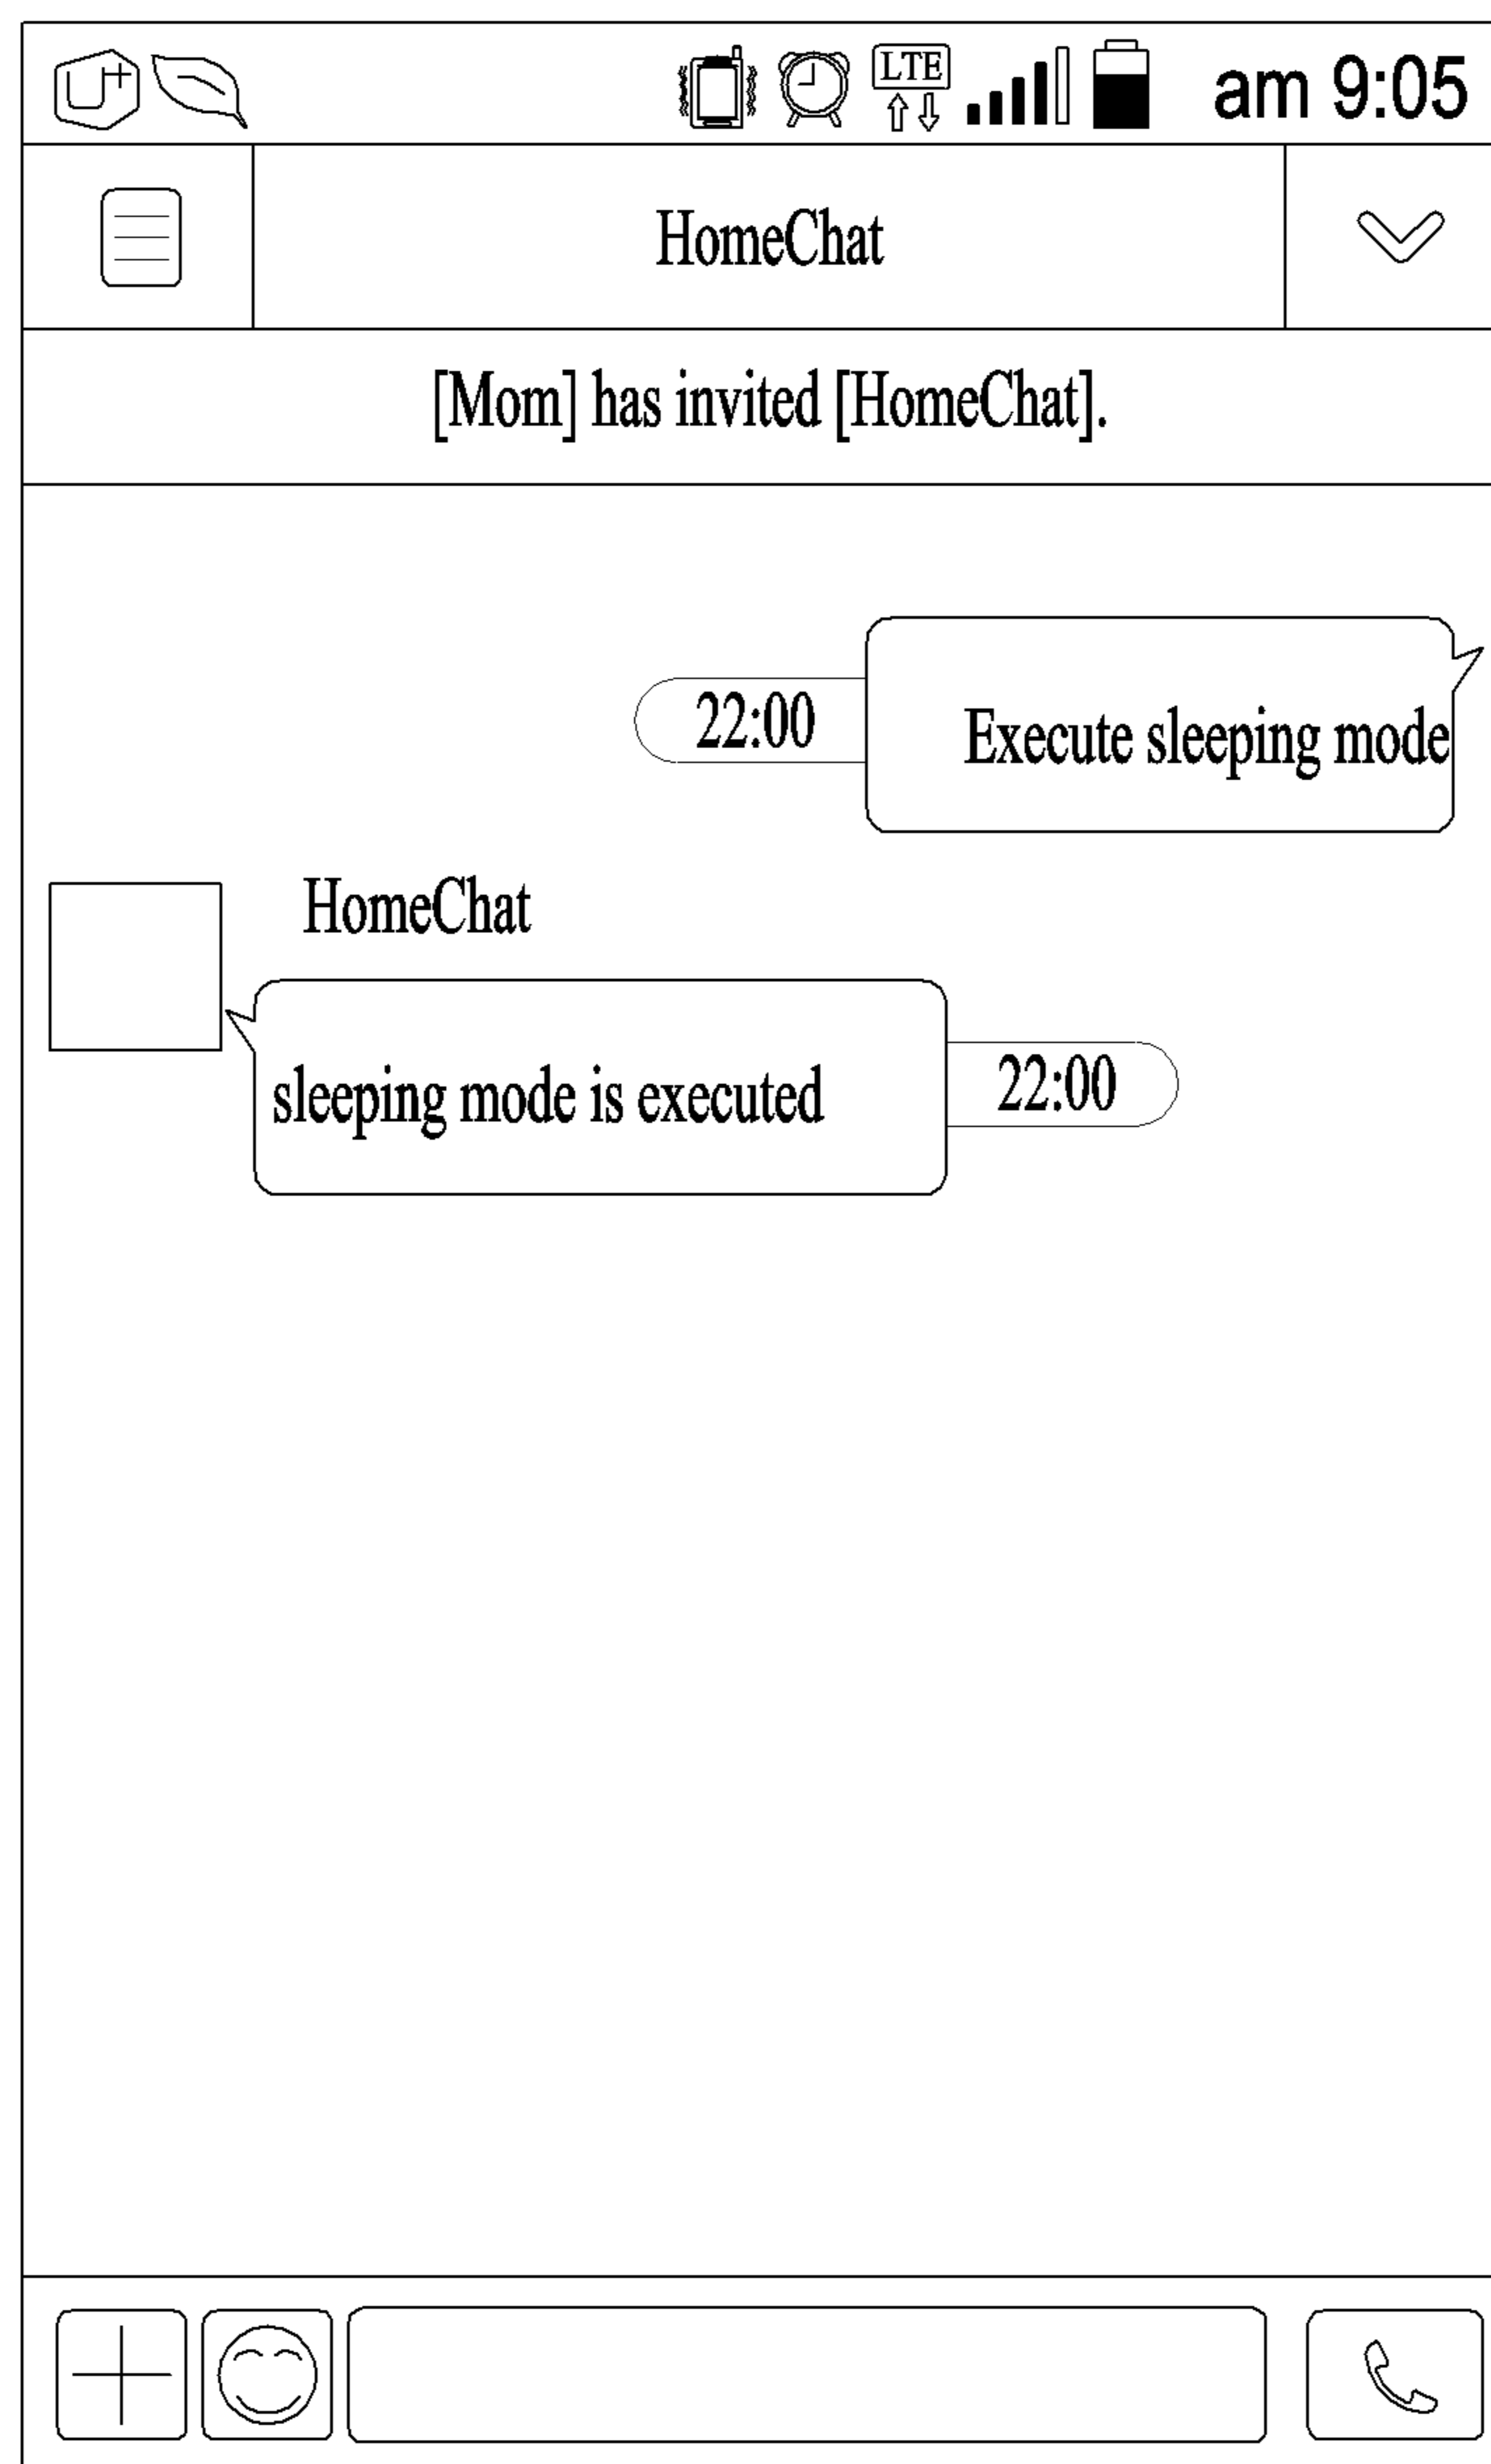 U+
LTE
am 9:05
HomeChat
[Mom] has invited [HomeChat].
22:00
Execute sleeping mode
HomeChat
sleeping mode is executed
22:00